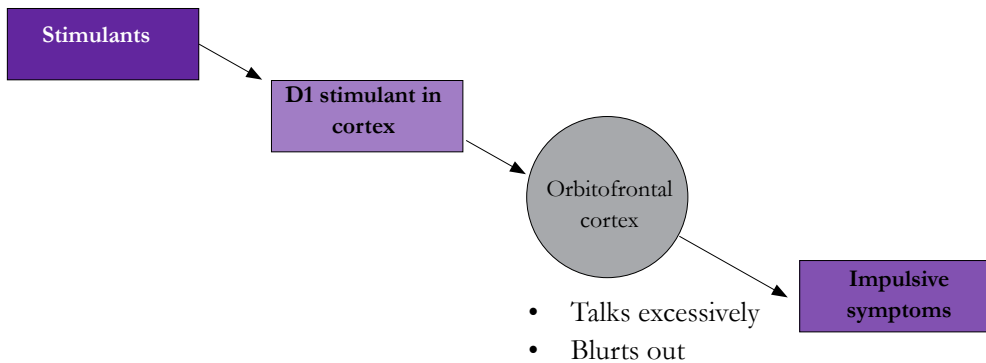 Stimulants
D1 stimulant in
cortex
Orbitofrontal
cortex
Impulsive
symptoms
• Talks excessively
• Blurts out